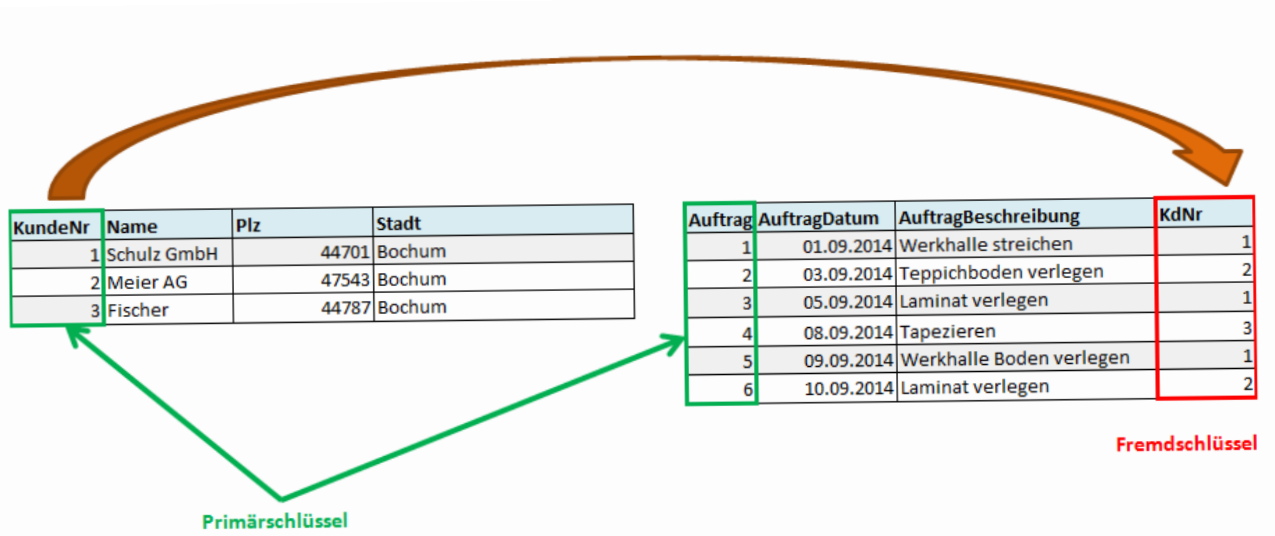 KundeNr Name Plz Stadt
1 Schulz GmbH 44701 Bochum
2 Meier AG 47543 Bochum
3 Fischer 44787 Bochum
Auftrag AuftragDatum AuftragBeschreibung KdNr
1 01.09.2014 Werkhalle streichen 1
2 03.09.2014 Teppichboden verlegen 2
3 05.09.2014 Laminat verlegen 1
4 08.09.2014 Tapezieren 3
5 09.09.2014 Werkhalle Boden verlegen 1
6 10.09.2014 Laminat verlegen 2
Fremdschlüssel
Primärschlüssel